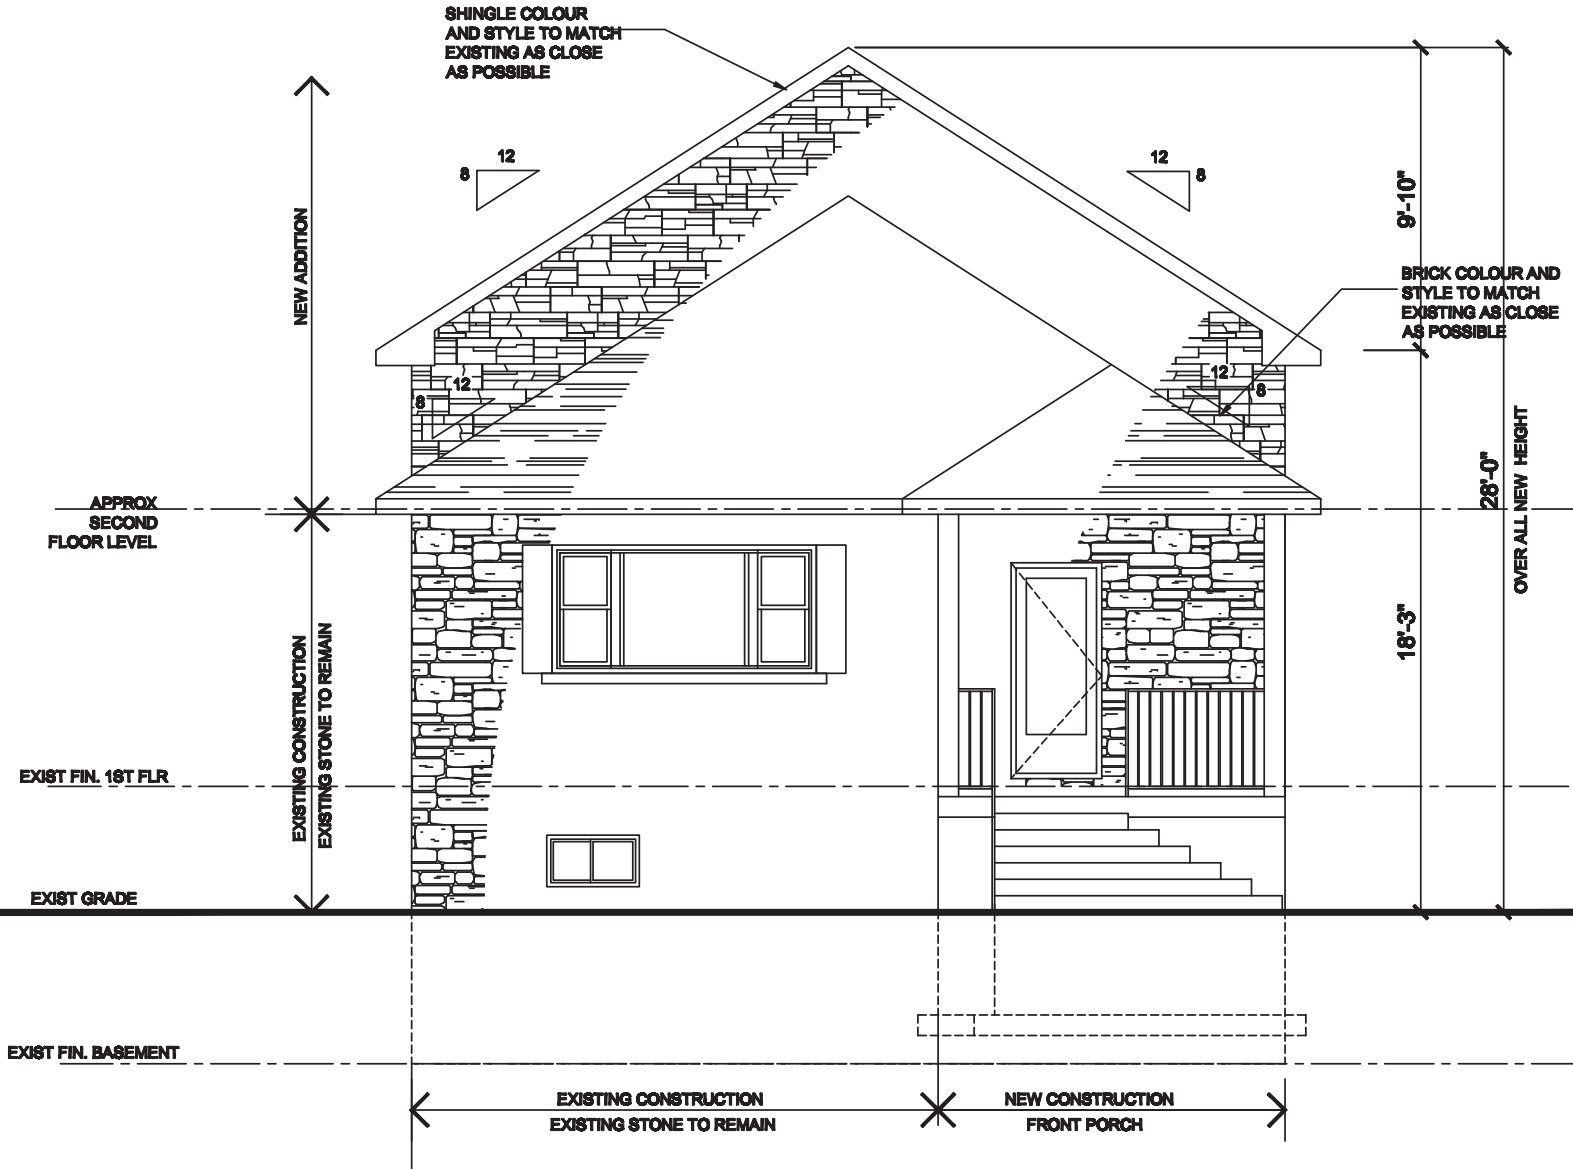 SHINGLE COLOUR
AND STYLE TO MATCH
EXISTING AS CLOSE
AS POSSIBLE
12
8
12
8
9'-10"
NEW ADDITION
BRICK COLOUR AND
STYLE TO MATCH
EXISTING AS CLOSE
AS POSSIBLE
12
8
12
8
28'-0"
OVER ALL NEW HEIGHT
APPROX
SECOND
FLOOR LEVEL
18'-3"
EXISTING CONSTRUCTION
EXISTING STONE TO REMAIN
EXIST FIN. 1ST FLR
EXIST GRADE
EXIST FIN. BASEMENT
EXISTING CONSTRUCTION
EXISTING STONE TO REMAIN
NEW CONSTRUCTION
FRONT PORCH